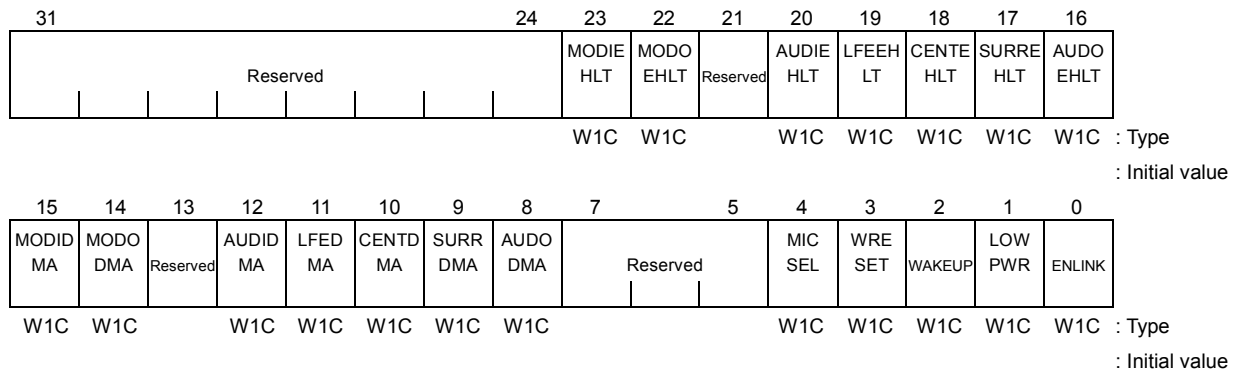 31 24 23 22 21 20 19 18 17 16
MODIE MODO AUDIE LFEEH CENTE SURRE AUDO
Reserved HLT EHLT Reserved HLT LT HLT HLT EHLT
W1C W1C W1C W1C W1C W1C W1C : Type
: Initial value
15 14 13 12 11 10 9 8 7 5 4 3 2 1 0
MODID MODO AUDID LFED CENTD SURR AUDO MIC WRE LOW
MA DMA Reserved MA MA MA DMA DMA Reserved SEL SET WAKEUP PWR ENLINK
W1C W1C W1C W1C W1C W1C W1C W1C W1C W1C W1C W1C : Type
: Initial value